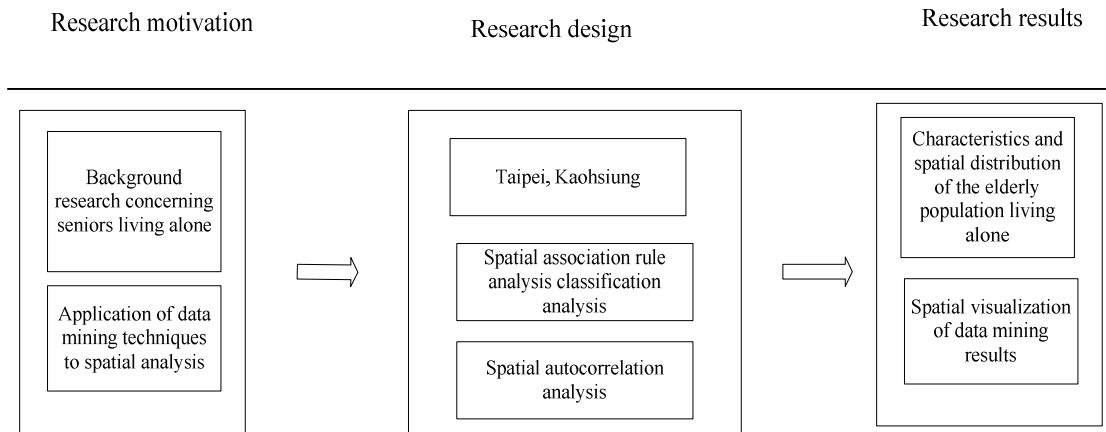 Research motivation
Research design
Research results
Background
research concerning
seniors living alone
Application of data
mining techniques
to spatial analysis
Taipei, Kaohsiung
Spatial association rule
analysis classification
analysis
Spatial autocorrelation
analysis
Characteristics and
spatial distribution
of the elderly
population living
alone
Spatial visualization
of data mining
results